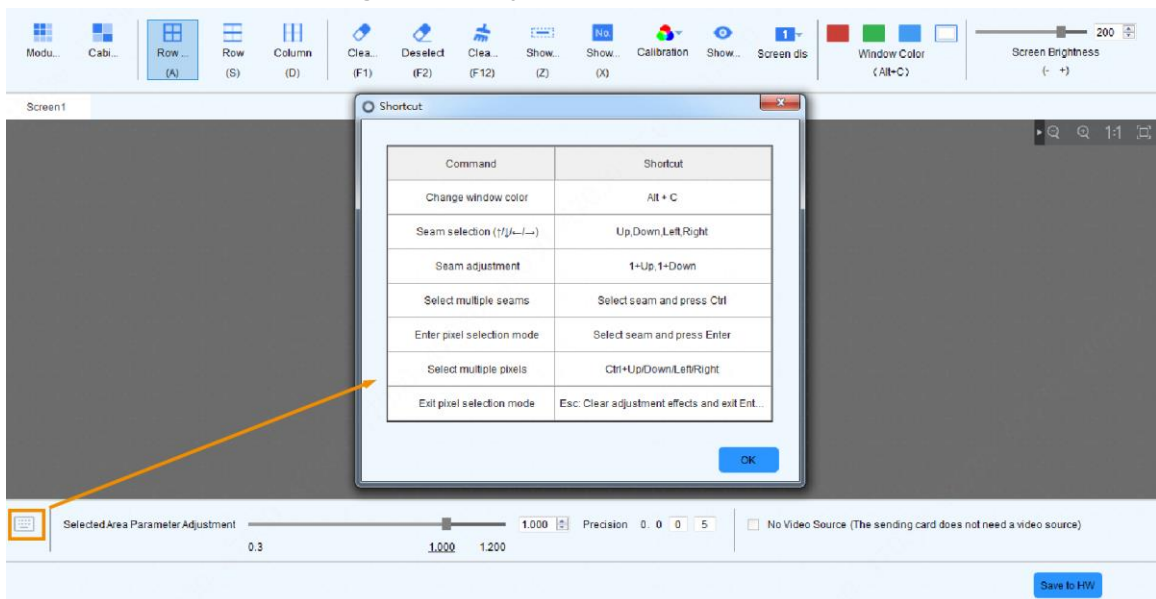 Modu... Cabi... Row ... Row Column Clea... Deselect Clea... Show... No. Show... Calibration Show... 1 Screen dis Window Color 200 Screen Brightness
(A) (S) (D) (F1) (F2) (F12) (Z) (X) (Alt+C) (- +)
Screen1
Shortcut
1:1
Command Shortcut
Change window color Alt + C
Seam selection (↑/↓/←/→) Up,Down,Left,Right
Seam adjustment 1+Up,1+Down
Select multiple seams Select seam and press Ctrl
Enter pixel selection mode Select seam and press Enter
Select multiple pixels Ctrl+Up/Down/Left/Right
Exit pixel selection mode Esc: Clear adjustment effects and exit Ent...
OK
Selected Area Parameter Adjustment 1.000 Precision 0. 0 0 5 No Video Source (The sending card does not need a video source)
0.3 1.000 1.200
Save to HW